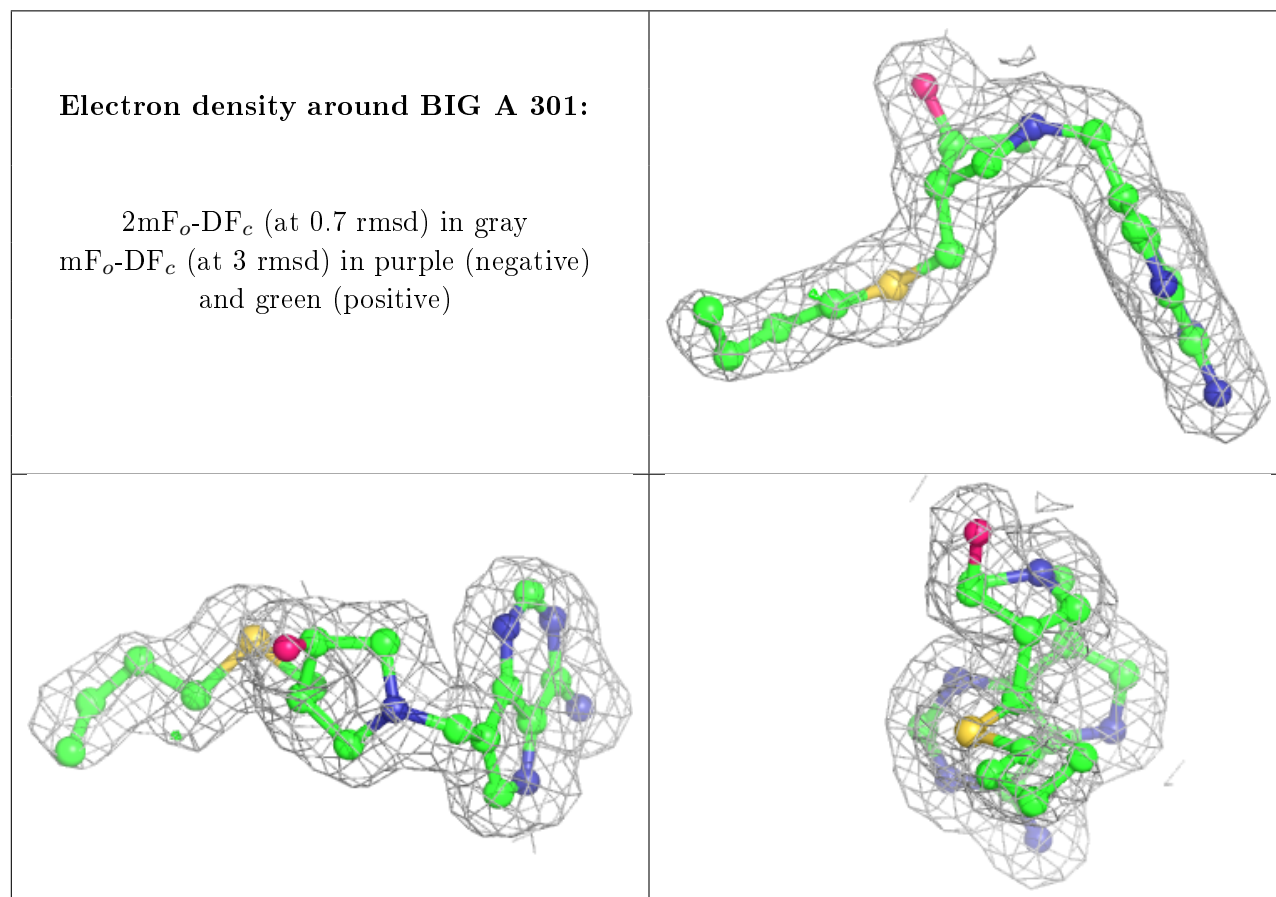 Electron density around BIG A 301:
2mFo-DFc (at 0.7 rmsd) in gray
mFo-DFc (at 3 rmsd) in purple (negative)
and green (positive)